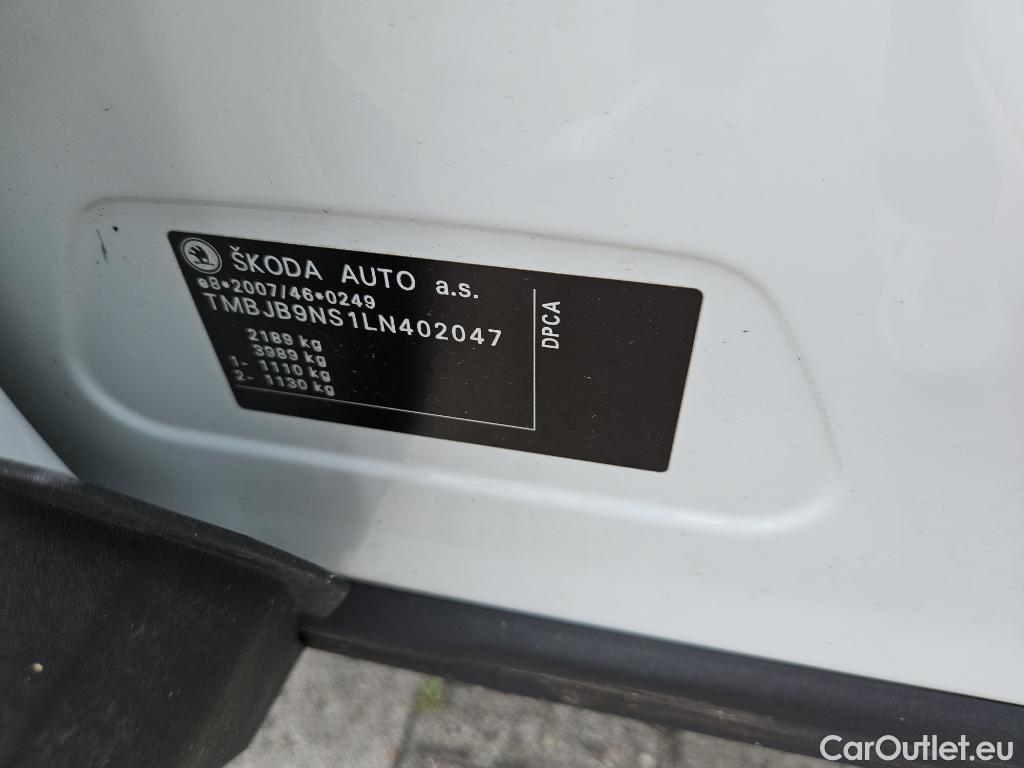 ŠKODA AUTO a.s.
e8*2007/46*0249
TMBJB9NS1LN402047
2189 kg
3989 kg
1- 1110 kg
2- 1130 kg
DPCA
CarOutlet.eu